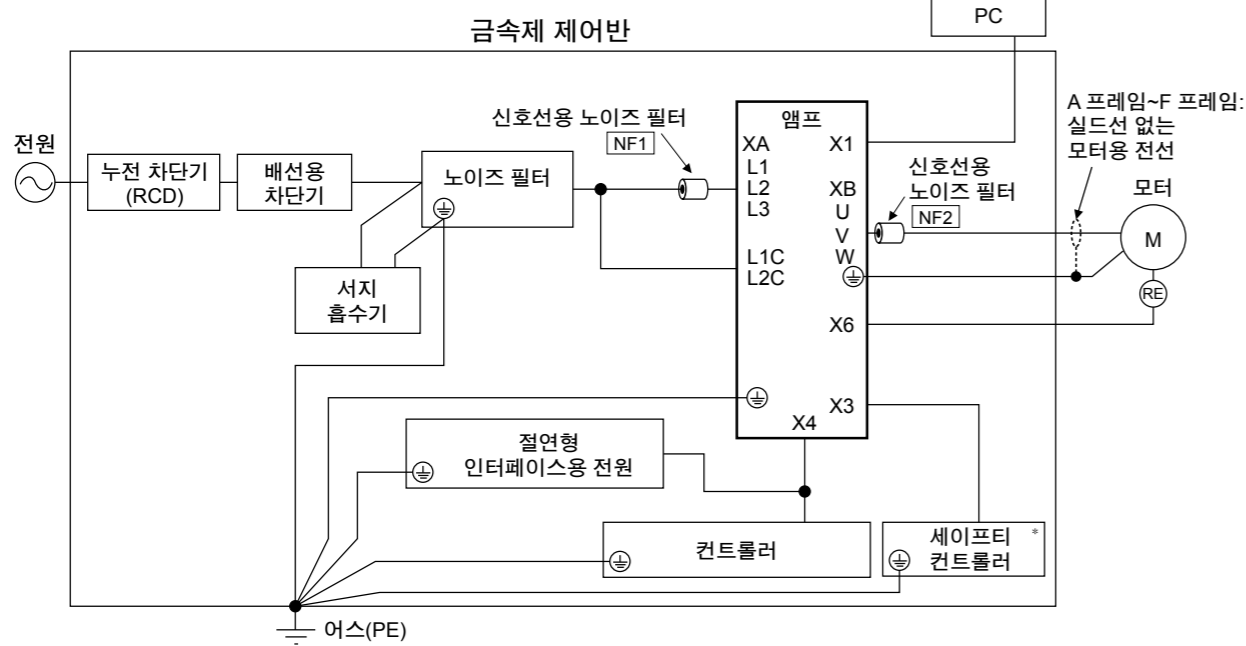 PC
금속제 제어반
전원
누전 차단기
(RCD)
배선용
차단기
노이즈 필터
서지
흡수기
신호선용 노이즈 필터
NF1
앰프
XA
L1
L2
L3
L1C
L2C
X1
XB
U
V
W
X6
X3
X4
신호선용
노이즈 필터
NF2
A 프레임~F 프레임:
실드선 없는
모터용 전선
모터
M
RE
절연형
인터페이스용 전원
컨트롤러
세이프티 *
컨트롤러
어스(PE)